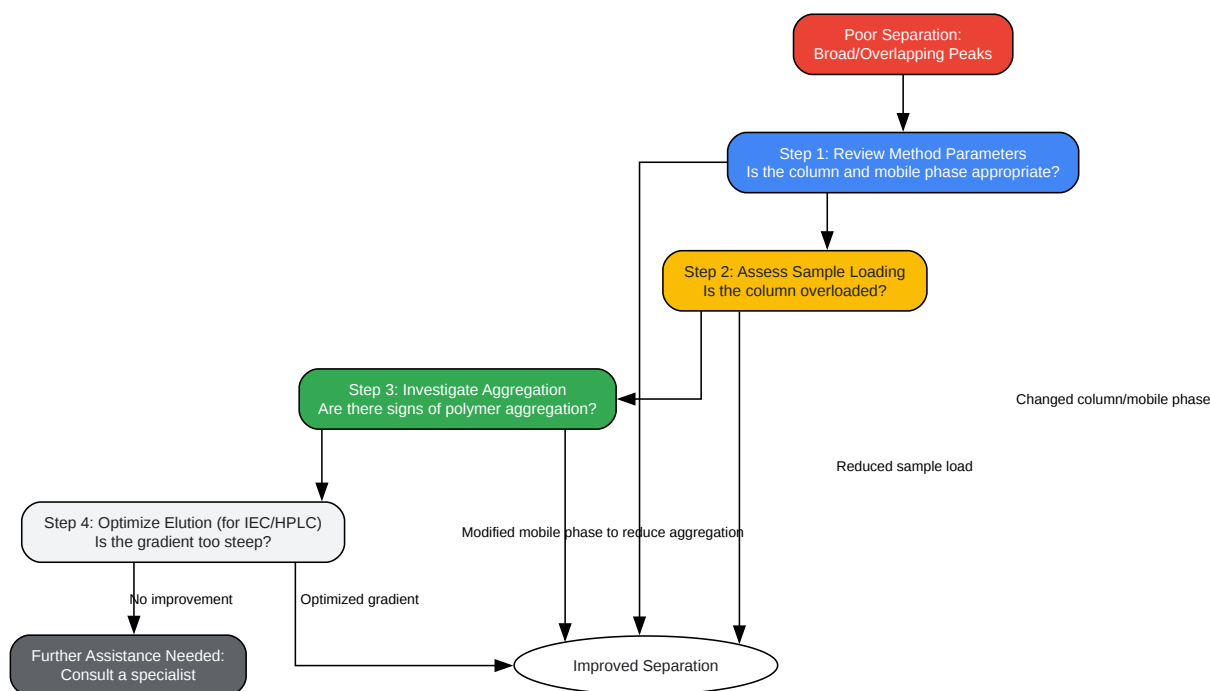 Poor Separation:
Broad/Overlapping Peaks
Step 1: Review Method Parameters
Is the column and mobile phase appropriate?
Step 2: Assess Sample Loading
Is the column overloaded?
Step 3: Investigate Aggregation
Are there signs of polymer aggregation?
Changed column/mobile phase
Reduced sample load
Step 4: Optimize Elution (for IEC/HPLC)
Is the gradient too steep?
Modified mobile phase to reduce aggregation
No improvement
Optimized gradient
Further Assistance Needed:
Consult a specialist
Improved Separation